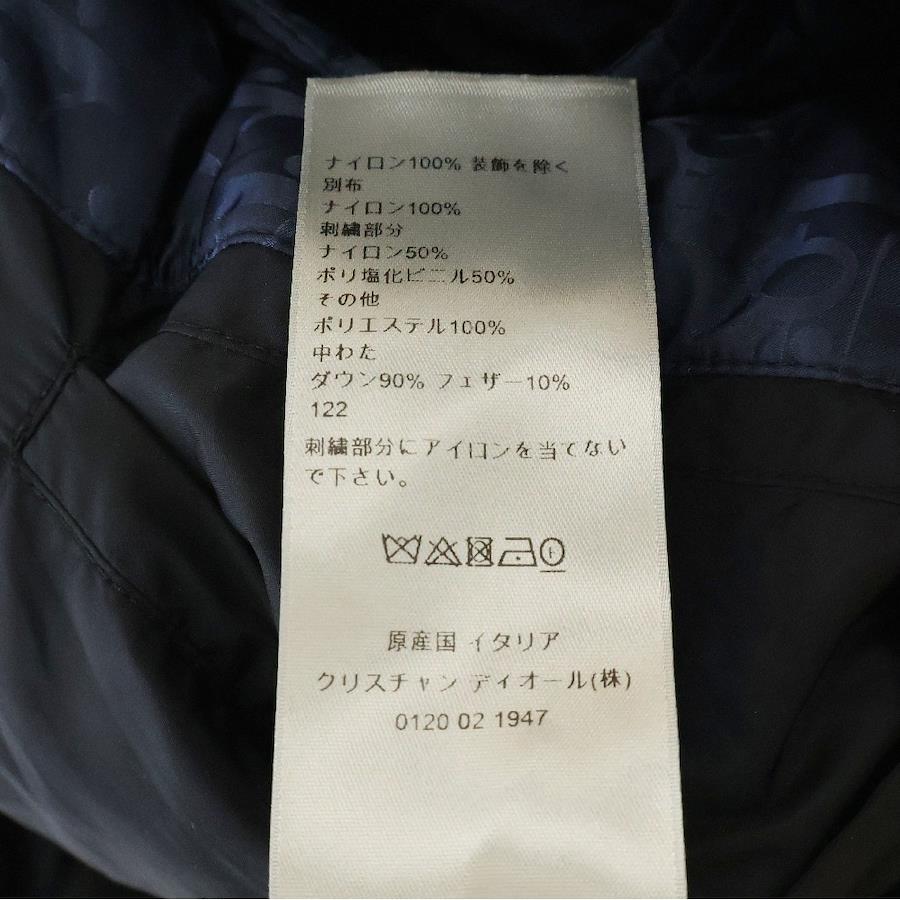 ナイロン100% 装飾を除く
別布
ナイロン100%
刺繍部分
ナイロン50%
ポリ塩化ビニル50%
その他
ポリエステル100%
中わた
ダウン90% フェザー10%
122
刺繍部分にアイロンを当てない
で下さい。
原産国 イタリア
クリスチャン ディオール(株)
0120 02 1947